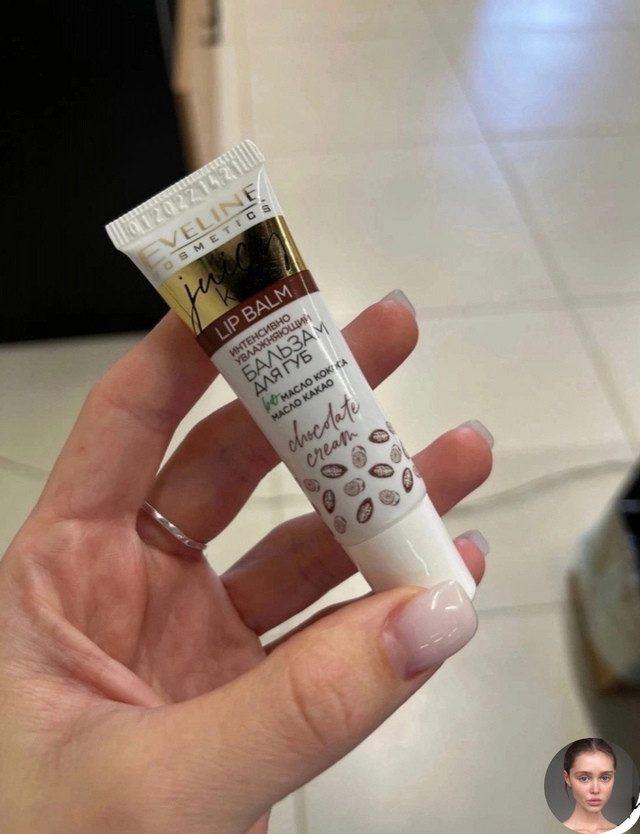 EVELINE
COSMETICS
juicy
LIP BALM
ИНТЕНСИВНО
УВЛАЖНЯЮЩИЙ
БАЛЬЗАМ
ДЛЯ ГУБ
bio МАСЛО КОКОСА
МАСЛО КАКАО
chocolate
cream